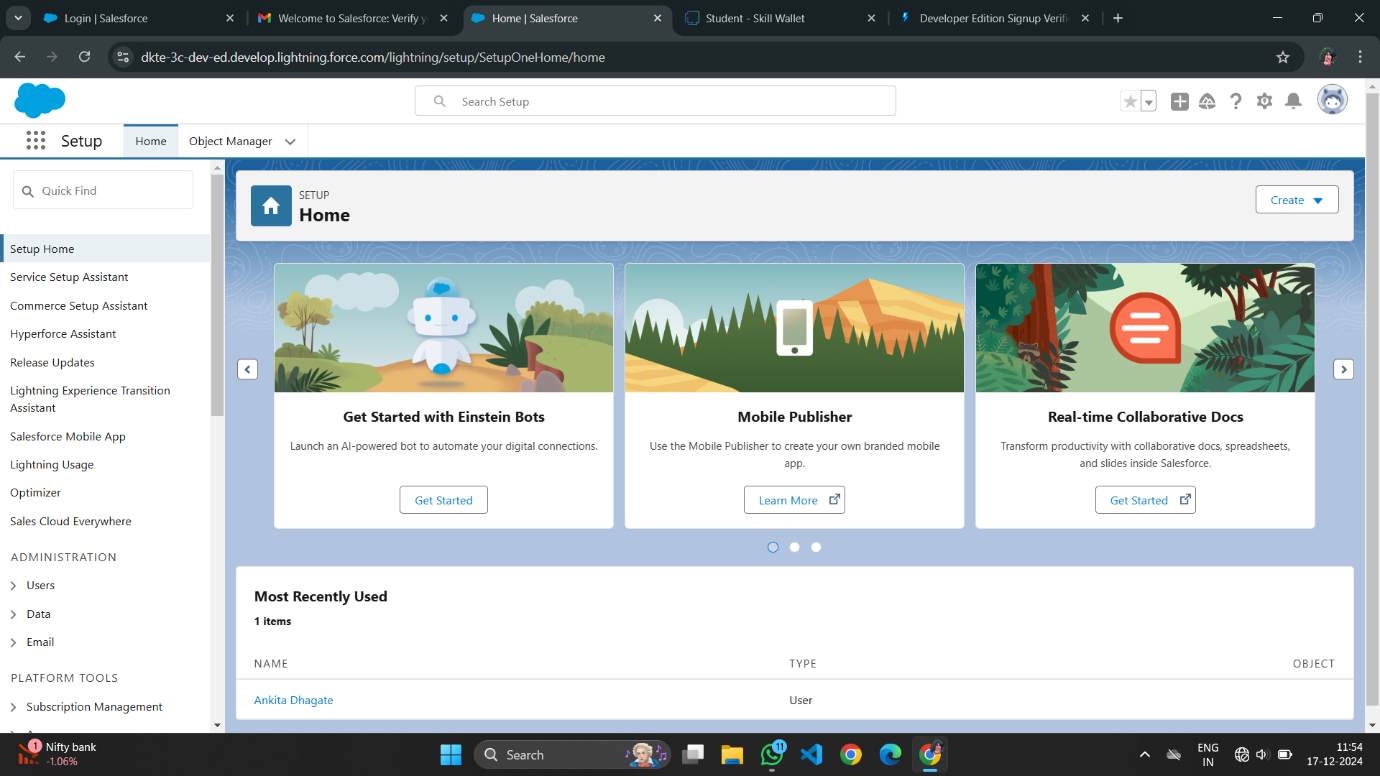 Login | Salesforce
Welcome to Salesforce: Verify y
Home | Salesforce
Student - Skill Wallet
Developer Edition Signup Verifi
dkte-3c-dev-ed.develop.lightning.force.com/lightning/setup/SetupOneHome/home
Search Setup
Setup
Home
Object Manager
Quick Find
Setup Home
Service Setup Assistant
Commerce Setup Assistant
Hyperforce Assistant
Release Updates
Lightning Experience Transition
Assistant
Salesforce Mobile App
Lightning Usage
Optimizer
Sales Cloud Everywhere
ADMINISTRATION
Users
Data
Email
PLATFORM TOOLS
Subscription Management
SETUP
Home
Create
Get Started with Einstein Bots
Launch an AI-powered bot to automate your digital connections.
Get Started
Mobile Publisher
Use the Mobile Publisher to create your own branded mobile
app.
Learn More
Real-time Collaborative Docs
Transform productivity with collaborative docs, spreadsheets,
and slides inside Salesforce.
Get Started
Most Recently Used
1 items
NAME TYPE OBJECT
Ankita Dhagate User
1
Nifty bank
-1.06%
Search
11
ENG
IN
11:54
17-12-2024